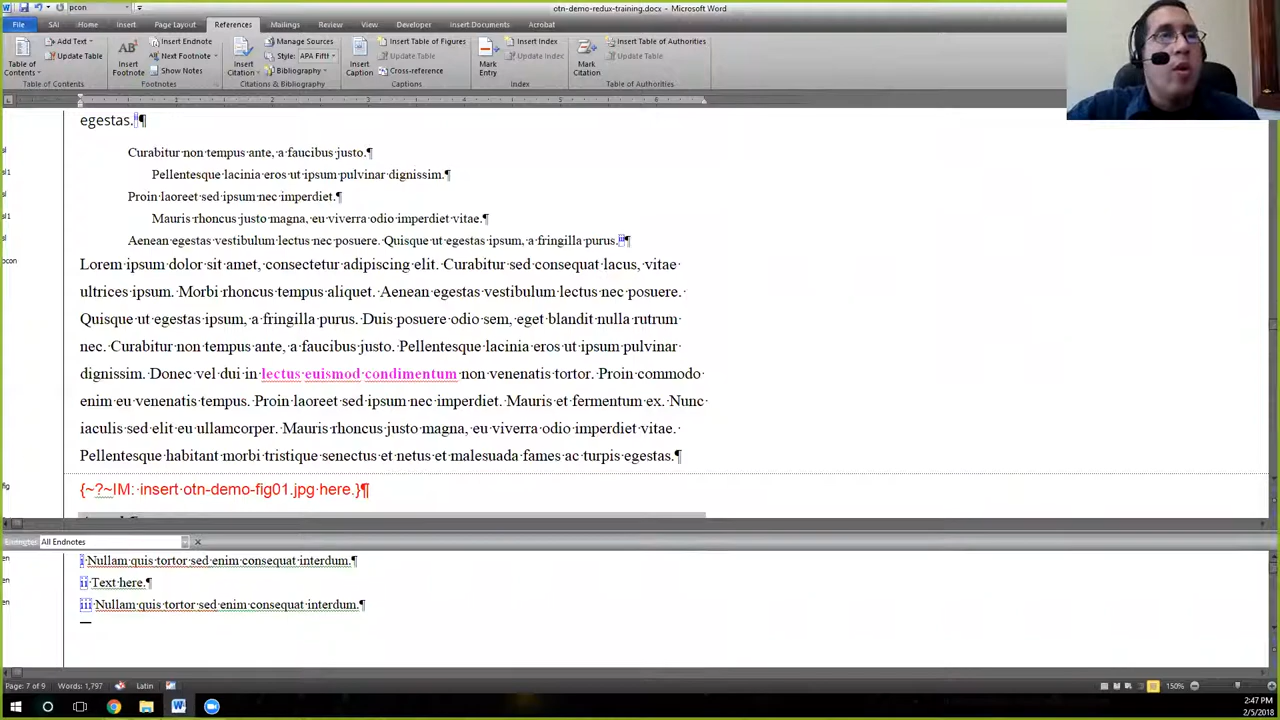 pcon
otn-demo-redux-training.docx - Microsoft Word
File SAI Home Insert Page Layout References Mailings Review View Developer Insert Documents Acrobat
Table of Contents
Add Text
Update Table
Table of Contents
AB1
Insert Footnote
Insert Endnote
Next Footnote
Show Notes
Footnotes
Insert Citation
Manage Sources
Style: APA Fift
Bibliography
Citations & Bibliography
Insert Caption
Insert Table of Figures
Update Table
Cross-reference
Captions
Mark Entry
Insert Index
Update Index
Index
Mark Citation
Insert Table of Authorities
Update Table
Table of Authorities
egestas.i¶
Curabitur·non·tempus·ante,·a·faucibus·justo.¶
Pellentesque·lacinia·eros·ut·ipsum·pulvinar·dignissim.¶
Proin·laoreet·sed·ipsum·nec·imperdiet.¶
Mauris·rhoncus·justo·magna,·eu·viverra·odio·imperdiet·vitae.¶
Aenean·egestas·vestibulum·lectus·nec·posuere.·Quisque·ut·egestas·ipsum,·a·fringilla·purus.iii¶
pcon
Lorem·ipsum·dolor·sit·amet,·consectetur·adipiscing·elit.·Curabitur·sed·consequat·lacus,·vitae·
ultrices·ipsum.·Morbi·rhoncus·tempus·aliquet.·Aenean·egestas·vestibulum·lectus·nec·posuere.·
Quisque·ut·egestas·ipsum,·a·fringilla·purus.·Duis·posuere·odio·sem,·eget·blandit·nulla·rutrum·
nec.·Curabitur·non·tempus·ante,·a·faucibus·justo.·Pellentesque·lacinia·eros·ut·ipsum·pulvinar·
dignissim.·Donec·vel·dui·in·lectus·euismod·condimentum·non·venenatis·tortor.·Proin·commodo·
enim·eu·venenatis·tempus.·Proin·laoreet·sed·ipsum·nec·imperdiet.·Mauris·et·fermentum·ex.·Nunc·
iaculis·sed·elit·eu·ullamcorper.·Mauris·rhoncus·justo·magna,·eu·viverra·odio·imperdiet·vitae.·
Pellentesque·habitant·morbi·tristique·senectus·et·netus·et·malesuada·fames·ac·turpis·egestas.¶
fig
{~?~IM:·insert·otn-demo-fig01.jpg·here.}¶
Endnotes All Endnotes
i·Nullam·quis·tortor·sed·enim·consequat·interdum.¶
ii·Text·here.¶
iii·Nullam·quis·tortor·sed·enim·consequat·interdum.¶
Page: 7 of 9 Words: 1,797 Latin 150%
2:47 PM
2/5/2018